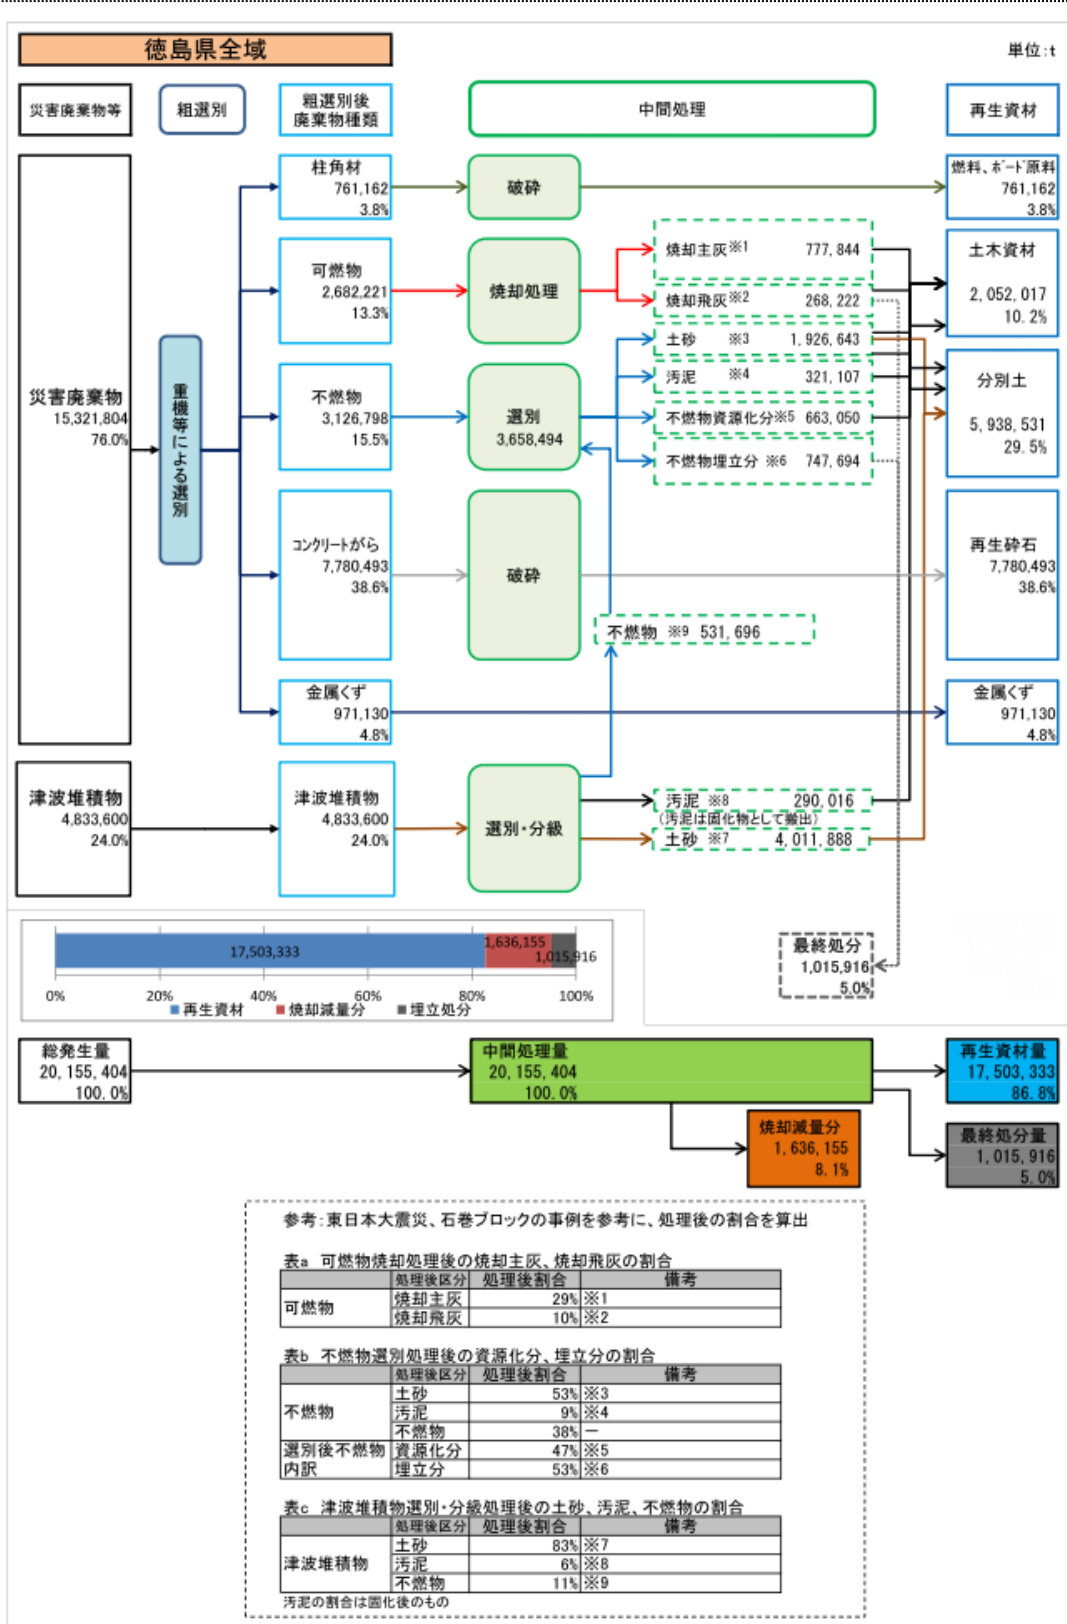 徳島県全域
単位:t
災害廃棄物等
粗選別
粗選別後
廃棄物種類
中間処理
再生資材
災害廃棄物
15,321,804
76.0%
重機等による選別
柱角材
761,162
3.8%
破砕
燃料、ボード原料
761,162
3.8%
可燃物
2,682,221
13.3%
焼却処理
焼却主灰※1 777,844
焼却飛灰※2 268,222
土木資材
2,052,017
10.2%
不燃物
3,126,798
15.5%
選別
3,658,494
土砂 ※3 1,926,643
汚泥 ※4 321,107
不燃物資源化分※5 663,050
不燃物埋立分 ※6 747,694
分別土
5,938,531
29.5%
コンクリートがら
7,780,493
38.6%
破砕
再生砕石
7,780,493
38.6%
不燃物 ※9 531,696
金属くず
971,130
4.8%
金属くず
971,130
4.8%
津波堆積物
4,833,600
24.0%
津波堆積物
4,833,600
24.0%
選別・分級
汚泥 ※8 290,016
(汚泥は固化物として搬出)
土砂 ※7 4,011,888
17,503,333
1,636,155
1,015,916
0% 20% 40% 60% 80% 100%
再生資材 焼却減量分 埋立処分
最終処分
1,015,916
5.0%
総発生量
20,155,404
100.0%
中間処理量
20,155,404
100.0%
再生資材量
17,503,333
86.8%
焼却減量分
1,636,155
8.1%
最終処分量
1,015,916
5.0%
参考:東日本大震災、石巻ブロックの事例を参考に、処理後の割合を算出
表a 可燃物焼却処理後の焼却主灰、焼却飛灰の割合
処理後区分 処理後割合 備考
可燃物 焼却主灰 29% ※1
焼却飛灰 10% ※2
表b 不燃物選別処理後の資源化分、埋立分の割合
処理後区分 処理後割合 備考
不燃物 土砂 53% ※3
汚泥 9% ※4
不燃物 38% －
選別後不燃物 資源化分 47% ※5
内訳 埋立分 53% ※6
表c 津波堆積物選別・分級処理後の土砂、汚泥、不燃物の割合
処理後区分 処理後割合 備考
津波堆積物 土砂 83% ※7
汚泥 6% ※8
不燃物 11% ※9
汚泥の割合は固化後のもの